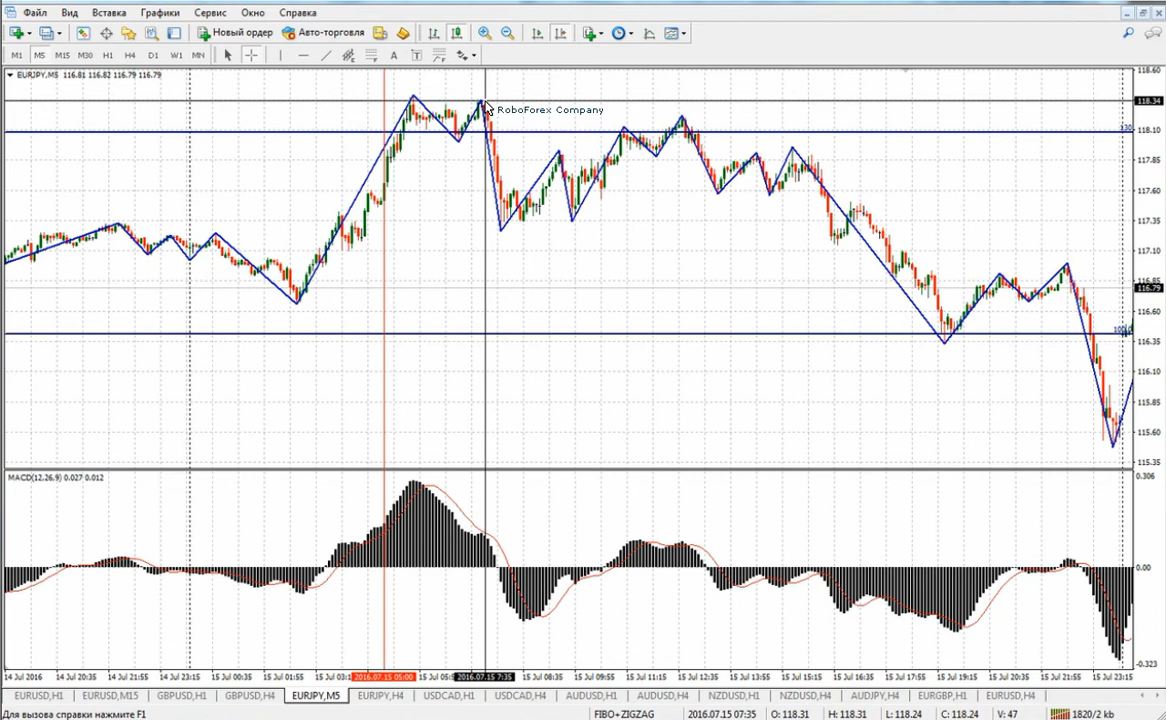 Файл Вид Вставка Графики Сервис Окно Справка
Новый ордер Авто-торговля
M1 M5 M15 M30 H1 H4 D1 W1 MN A T
EURJPY,M5 116.81 116.82 116.79 116.79
RoboForex Company
118.60
118.34
118.10
117.85
117.60
117.35
117.10
116.85
116.79
116.60
116.35
116.10
115.85
115.60
115.35
MACD(12,26,9) 0.027 0.012
0.306
0.00
-0.323
14 Jul 2016 14 Jul 20:35 14 Jul 21:55 14 Jul 23:15 15 Jul 00:35 15 Jul 01:55 2016.07.15 05:00 2016.07.15 7:35 15 Jul 08:35 15 Jul 09:55 15 Jul 11:15 15 Jul 12:35 15 Jul 13:55 15 Jul 15:15 15 Jul 16:35 15 Jul 17:55 15 Jul 19:15 15 Jul 20:35 15 Jul 21:55 15 Jul 23:15
EURUSD,H1 EURUSD,M15 GBPUSD,H1 GBPUSD,H4 EURJPY,M5 EURJPY,H4 USDCAD,H1 USDCAD,H4 AUDUSD,H1 AUDUSD,H4 NZDUSD,H1 NZDUSD,H4 AUDJPY,H4 EURGBP,H1 EURUSD,H4
Для вызова справки нажмите F1 FIBO+ZIGZAG 2016.07.15 07:35 O: 118.31 H: 118.31 L: 118.24 C: 118.24 V: 47 1820/2 kb